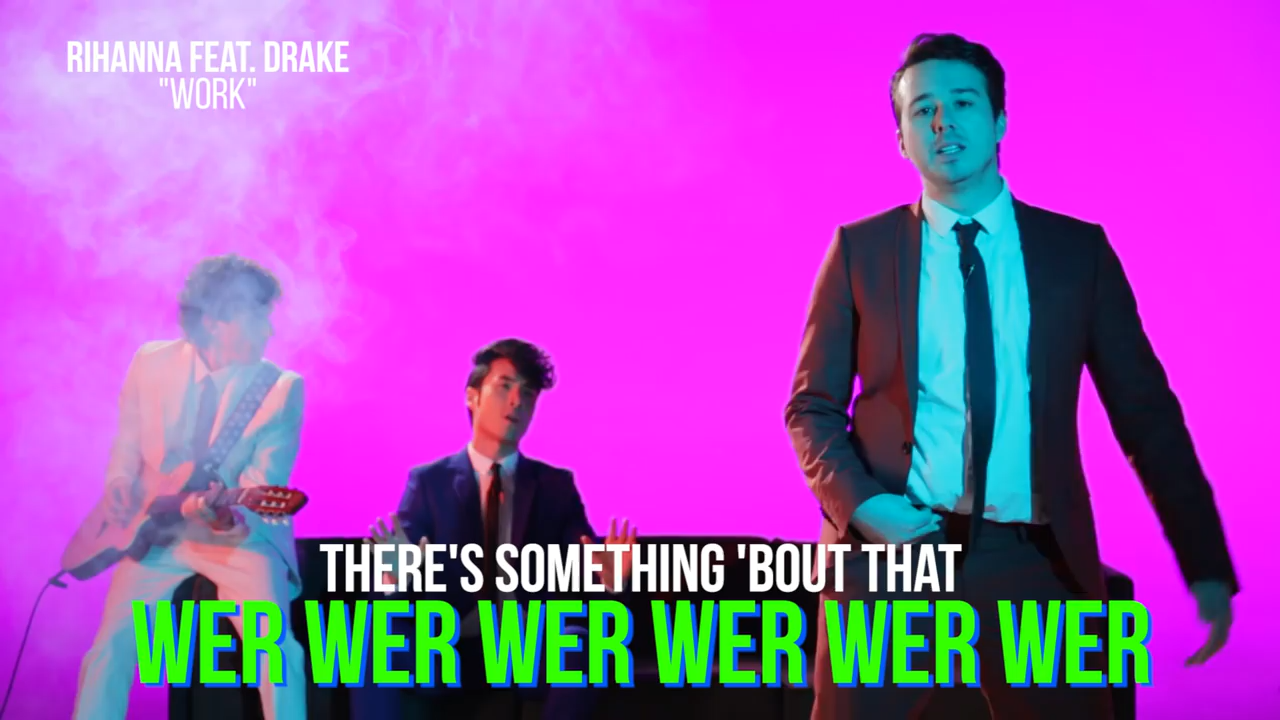 RIHANNA FEAT. DRAKE
"WORK"
THERE'S SOMETHING 'BOUT THAT
WER WER WER WER WER WER